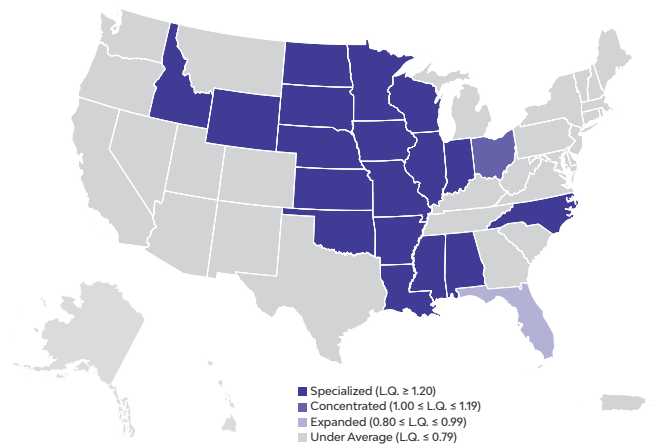 Specialized (L.Q. ≥ 1.20)
Concentrated (1.00 ≤ L.Q. ≤ 1.19)
Expanded (0.80 ≤ L.Q. ≤ 0.99)
Under Average (L.Q. ≤ 0.79)